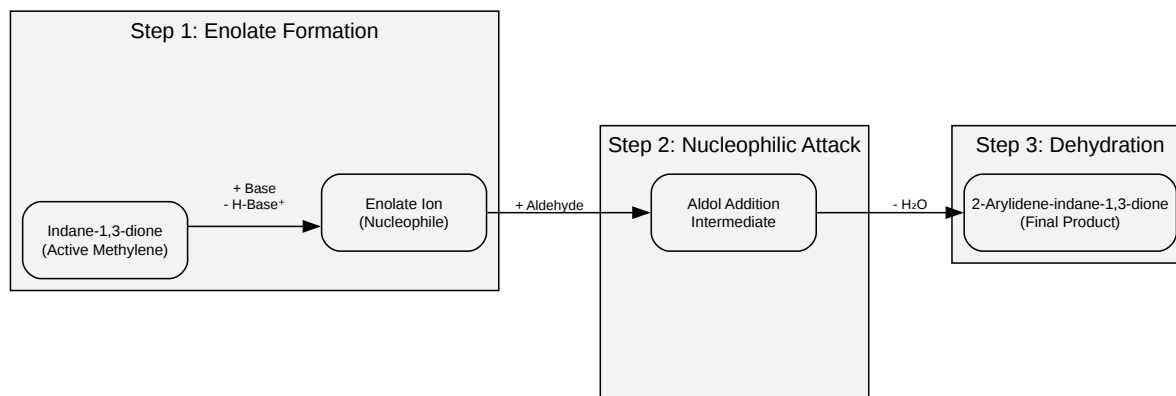 Step 1: Enolate Formation
Indane-1,3-dione
(Active Methylene)
+ Base
- H-Base⁺
Enolate Ion
(Nucleophile)
+ Aldehyde
Step 2: Nucleophilic Attack
Aldol Addition
Intermediate
- H₂O
Step 3: Dehydration
2-Arylidene-indane-1,3-dione
(Final Product)